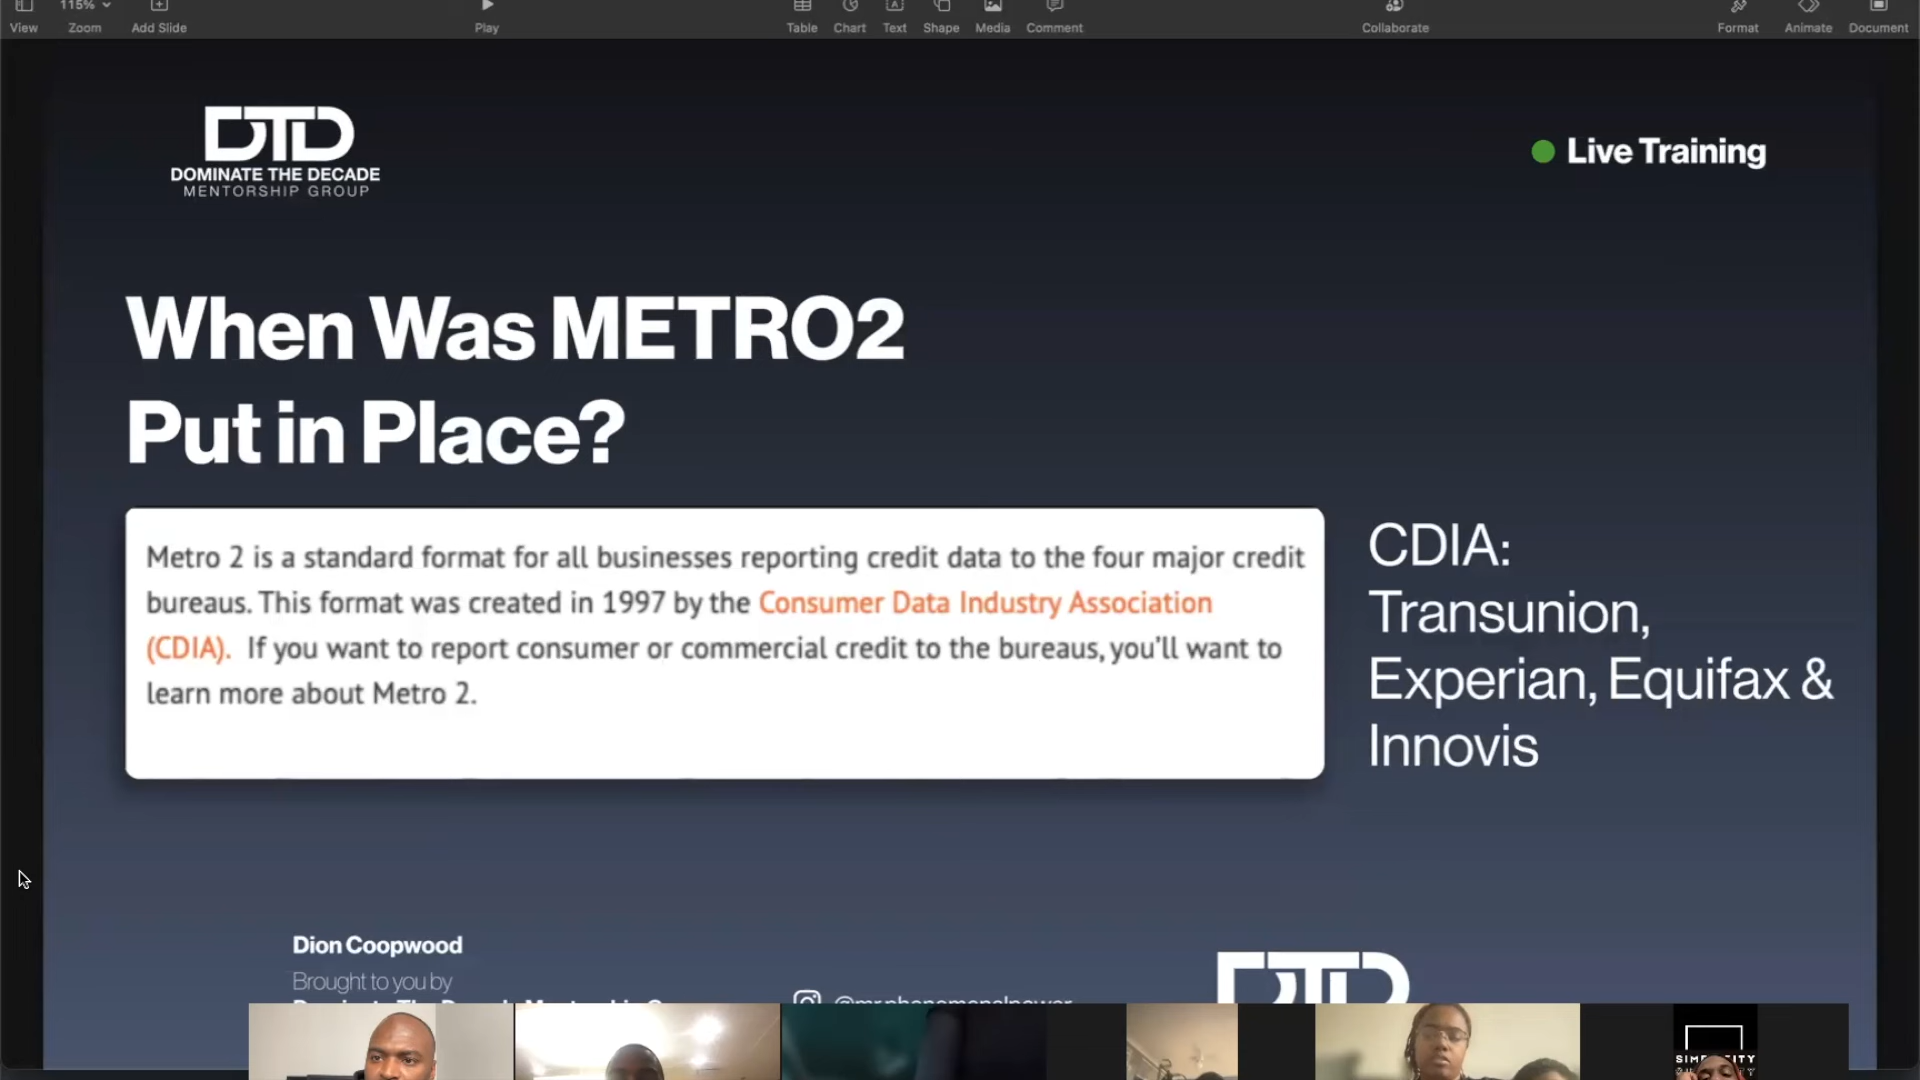 115%
View Zoom Add Slide Play Table Chart Text Shape Media Comment Collaborate Format Animate Document
DTD
DOMINATE THE DECADE
MENTORSHIP GROUP
Live Training
When Was METRO2
Put in Place?
Metro 2 is a standard format for all businesses reporting credit data to the four major credit
bureaus. This format was created in 1997 by the Consumer Data Industry Association
(CDIA). If you want to report consumer or commercial credit to the bureaus, you'll want to
learn more about Metro 2.
CDIA:
Transunion,
Experian, Equifax &
Innovis
Dion Coopwood
Brought to you by
DTD